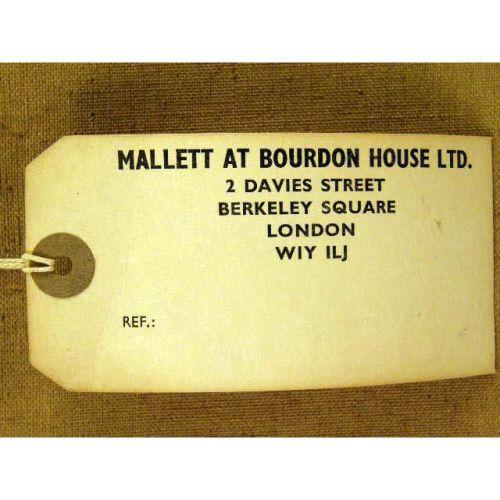 MALLETT AT BOURDON HOUSE LTD.
2 DAVIES STREET
BERKELEY SQUARE
LONDON
WIY ILJ
REF.: